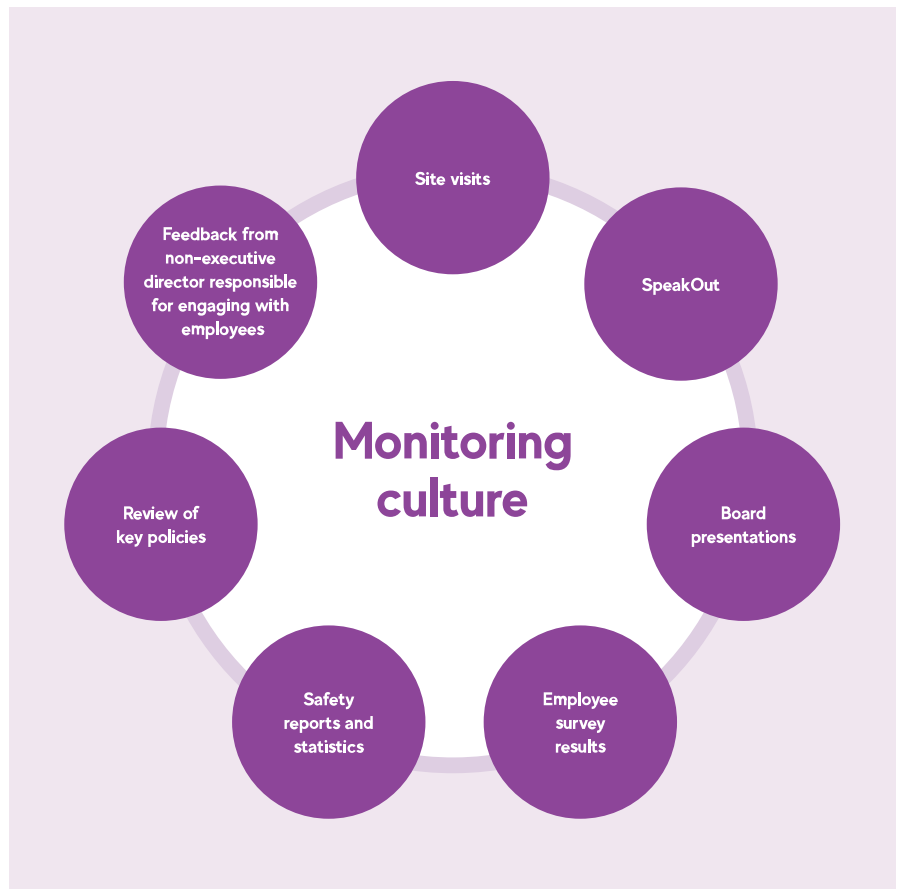 Site visits
SpeakOut
Board
presentations
Employee
survey
results
Safety
reports and
statistics
Review of
key policies
Feedback from
non-executive
director responsible
for engaging with
employees
Monitoring
culture